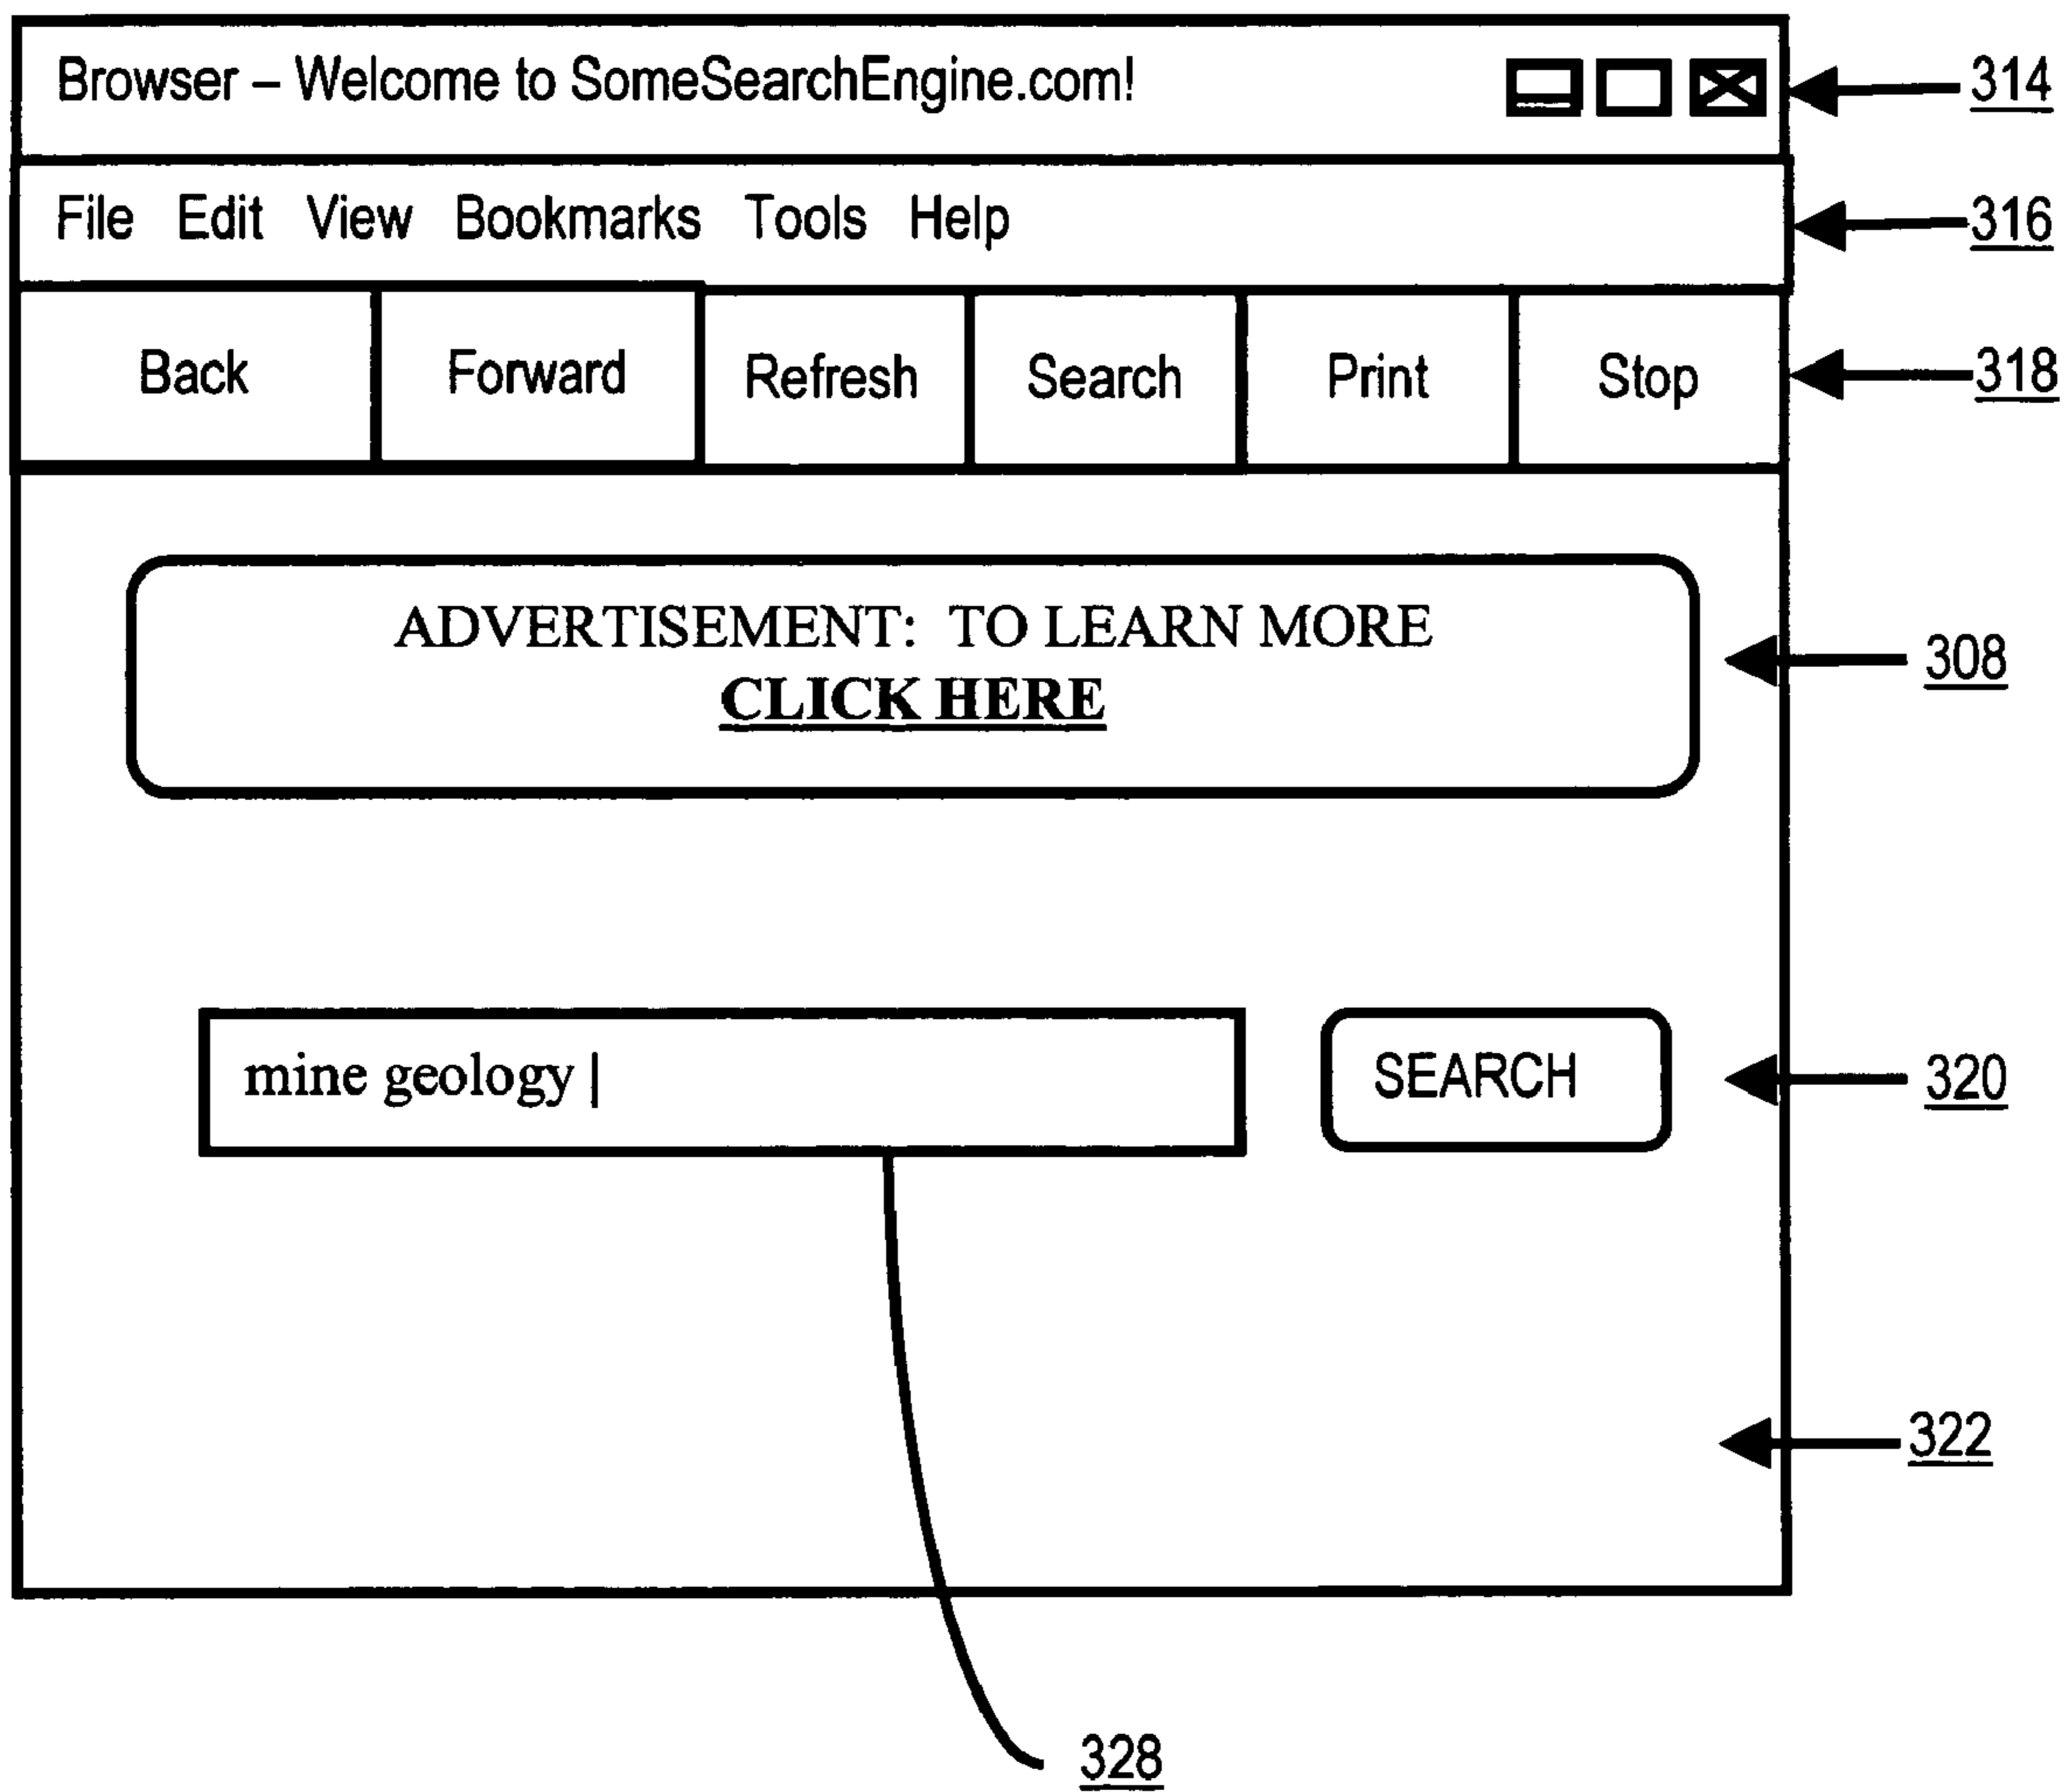 Browser – Welcome to SomeSearchEngine.com!
314
File Edit View Bookmarks Tools Help
316
Back Forward Refresh Search Print Stop
318
ADVERTISEMENT: TO LEARN MORE
CLICK HERE
308
mine geology |
SEARCH
320
322
328